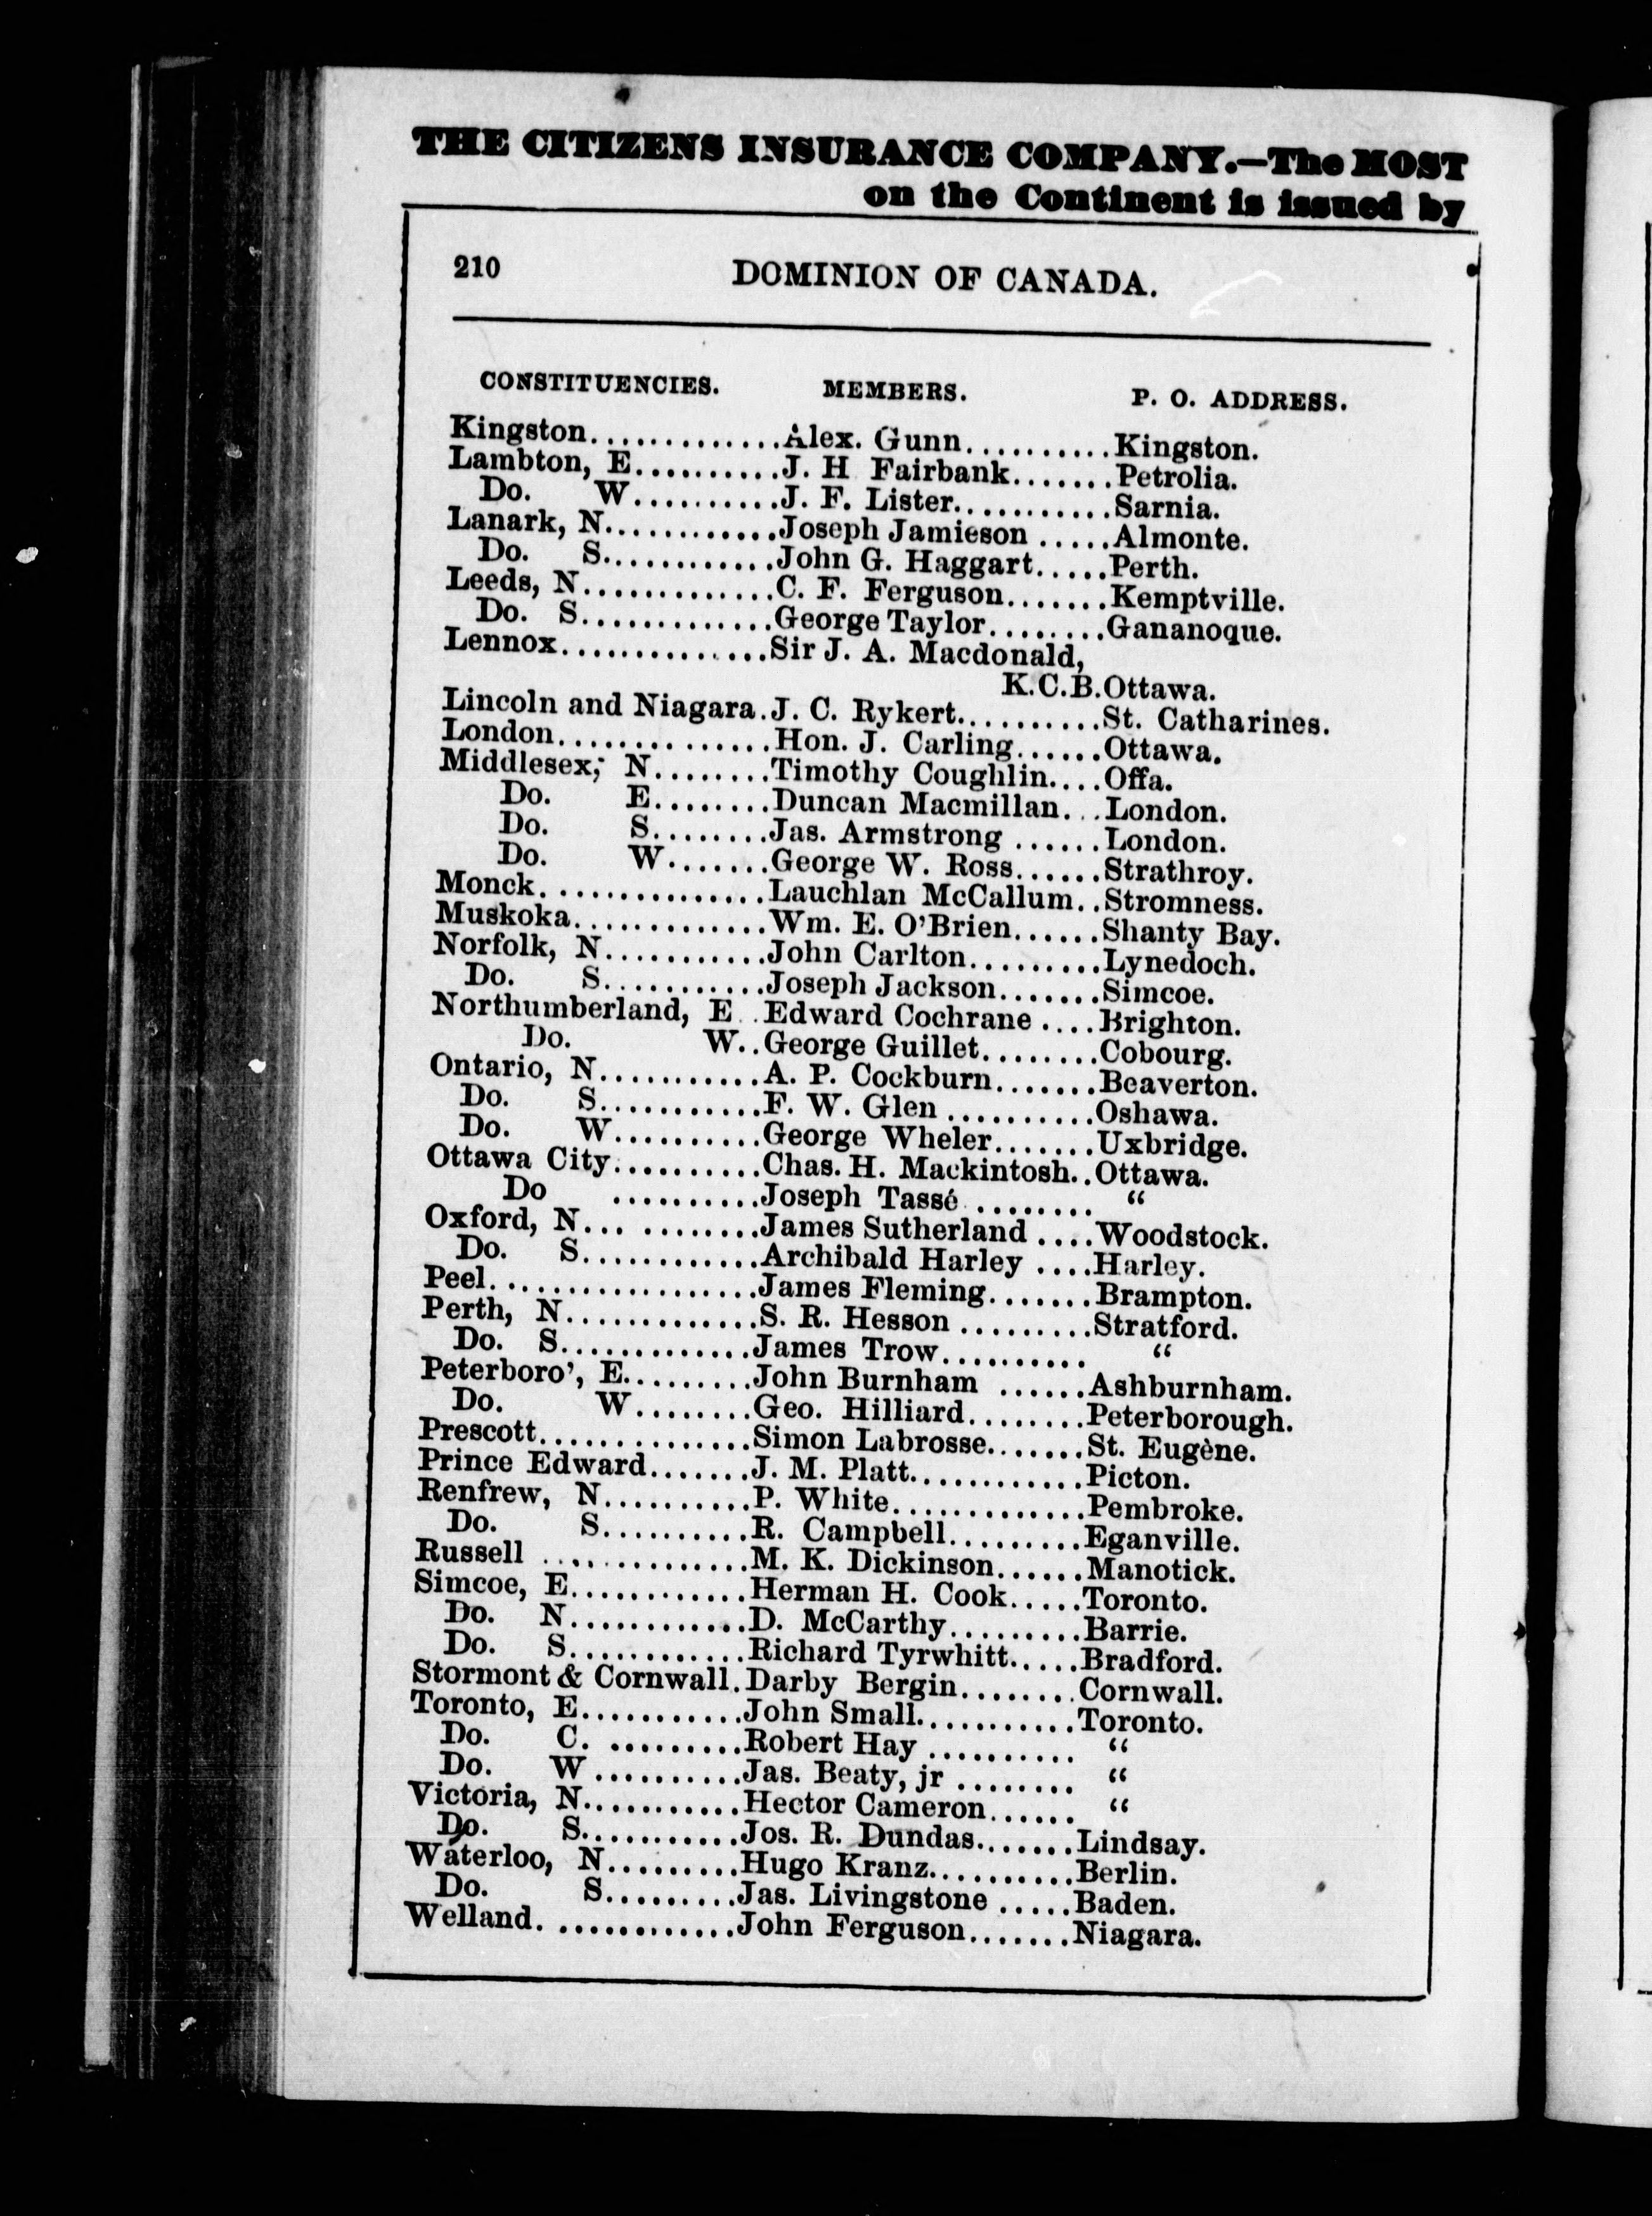 THE CITIZENS INSURANCE COMPANY.—The MOST
on the Continent is issued by
210 DOMINION OF CANADA.
CONSTITUENCIES. MEMBERS. P. O. ADDRESS.
Kingston.............Alex. Gunn..........Kingston.
Lambton, E..........J. H Fairbank.......Petrolia.
Do. W..........J. F. Lister...........Sarnia.
Lanark, N............Joseph Jamieson .....Almonte.
Do. S............John G. Haggart.....Perth.
Leeds, N.............C. F. Ferguson.......Kemptville.
Do. S.............George Taylor........Gananoque.
Lennox..............Sir J. A. Macdonald,
K.C.B.Ottawa.
Lincoln and Niagara.J. C. Rykert..........St. Catharines.
London...............Hon. J. Carling......Ottawa.
Middlesex, N........Timothy Coughlin....Offa.
Do. E........Duncan Macmillan...London.
Do. S........Jas. Armstrong ......London.
Do. W.......George W. Ross......Strathroy.
Monck................Lauchlan McCallum..Stromness.
Muskoka.............Wm. E. O'Brien......Shanty Bay.
Norfolk, N...........John Carlton.........Lynedoch.
Do. S...........Joseph Jackson.......Simcoe.
Northumberland, E..Edward Cochrane ....Brighton.
Do. W..George Guillet........Cobourg.
Ontario, N...........A. P. Cockburn.......Beaverton.
Do. S...........F. W. Glen ..........Oshawa.
Do. W..........George Wheler.......Uxbridge.
Ottawa City..........Chas. H. Mackintosh..Ottawa.
Do ..........Joseph Tassé ........ “
Oxford, N... ........James Sutherland ....Woodstock.
Do. S............Archibald Harley ....Harley.
Peel..................James Fleming.......Brampton.
Perth, N.............S. R. Hesson .........Stratford.
Do. S.............James Trow.......... “
Peterboro', E.........John Burnham ......Ashburnham.
Do. W........Geo. Hilliard........Peterborough.
Prescott..............Simon Labrosse.......St. Eugène.
Prince Edward.......J. M. Platt............Picton.
Renfrew, N..........P. White.............Pembroke.
Do. S..........R. Campbell.........Eganville.
Russell ..............M. K. Dickinson......Manotick.
Simcoe, E............Herman H. Cook.....Toronto.
Do. N............D. McCarthy.........Barrie.
Do. S............Richard Tyrwhitt.....Bradford.
Stormont & Cornwall.Darby Bergin........Cornwall.
Toronto, E...........John Small...........Toronto.
Do. C. .........Robert Hay .......... “
Do. W ..........Jas. Beaty, jr ........ “
Victoria, N...........Hector Cameron...... “
Do. S...........Jos. R. Dundas.......Lindsay.
Waterloo, N.........Hugo Kranz..........Berlin.
Do. S.........Jas. Livingstone .....Baden.
Welland. ............John Ferguson.......Niagara.